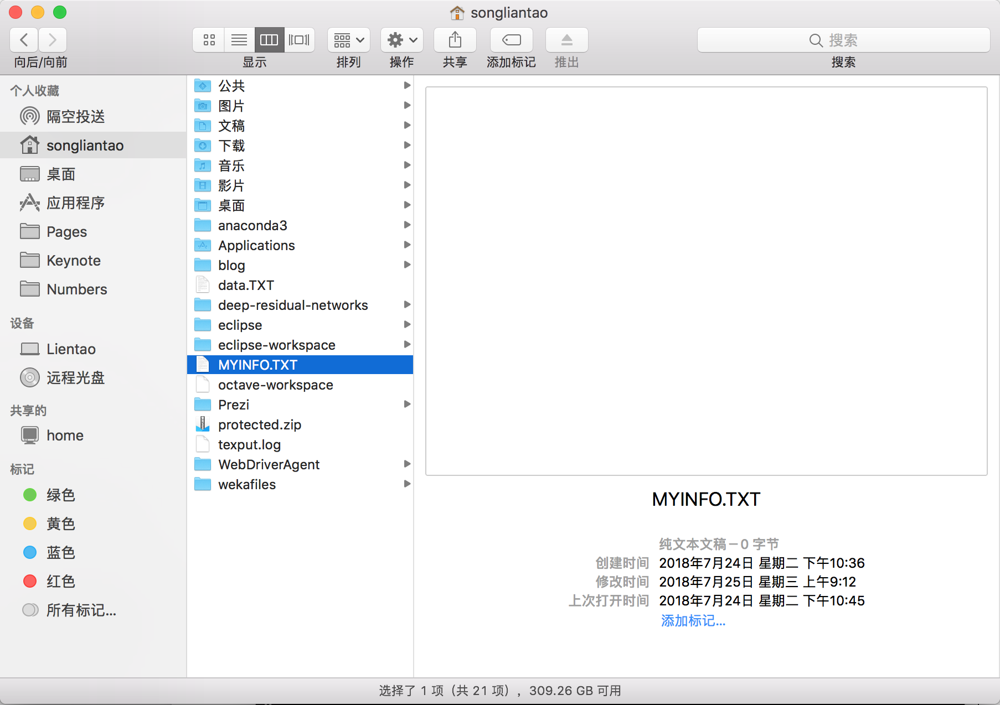 songliantao
搜索
向后/向前
显示
排列
操作
共享
添加标记
推出
搜索
个人收藏
隔空投送
songliantao
桌面
应用程序
Pages
Keynote
Numbers
设备
Lientao
远程光盘
共享的
home
标记
绿色
黄色
蓝色
红色
所有标记...
公共
图片
文稿
下载
音乐
影片
桌面
anaconda3
Applications
blog
data.TXT
deep-residual-networks
eclipse
eclipse-workspace
MYINFO.TXT
octave-workspace
Prezi
protected.zip
texput.log
WebDriverAgent
wekafiles
MYINFO.TXT
纯文本文稿 – 0 字节
创建时间 2018年7月24日 星期二 下午10:36
修改时间 2018年7月25日 星期三 上午9:12
上次打开时间 2018年7月24日 星期二 下午10:45
添加标记...
选择了 1 项（共 21 项），309.26 GB 可用